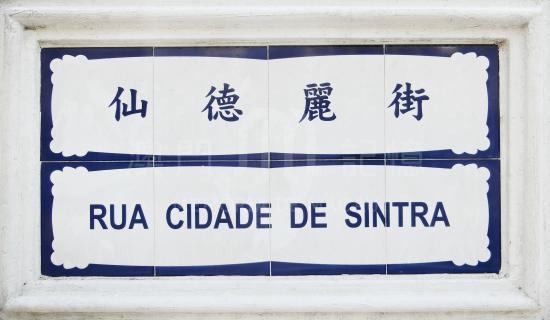 仙德麗街
RUA CIDADE DE SINTRA